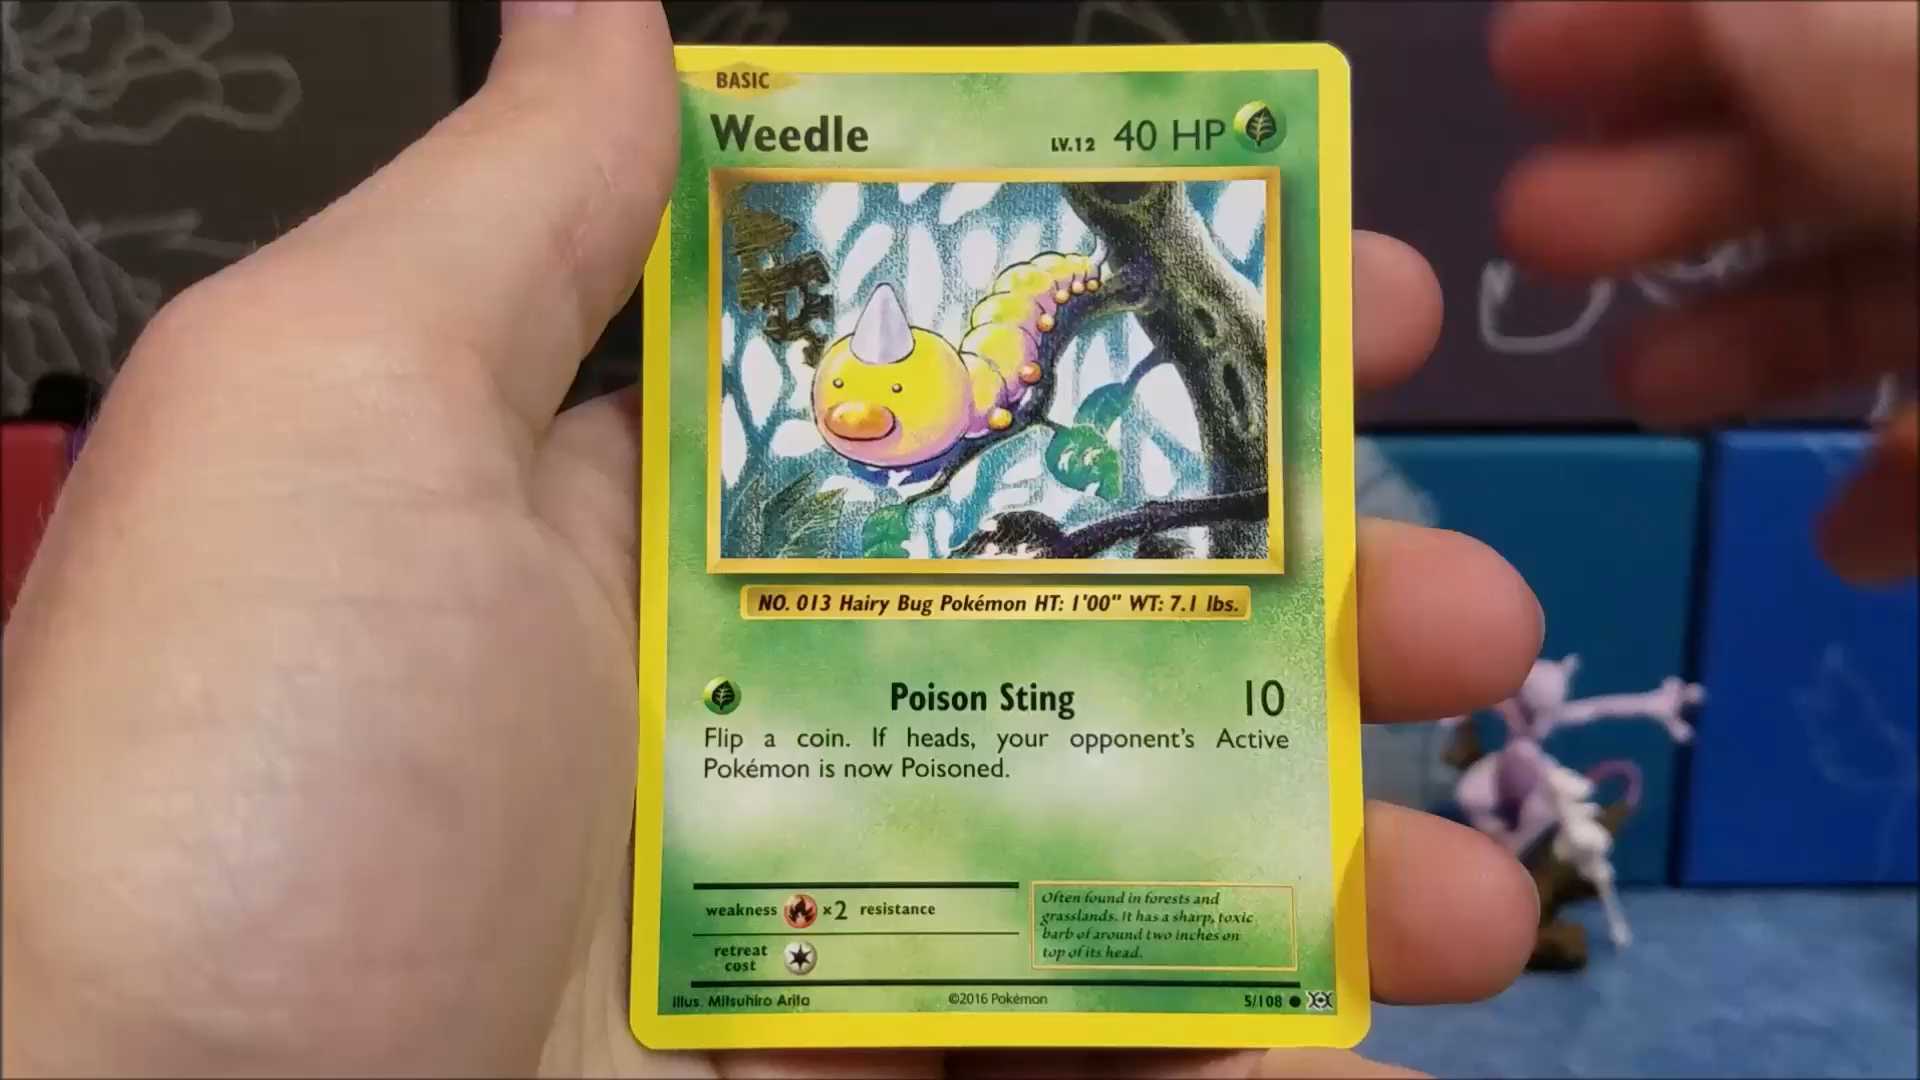 BASIC
Weedle LV.12 40 HP
NO. 013 Hairy Bug Pokémon HT: 1'00" WT: 7.1 lbs.
Poison Sting 10
Flip a coin. If heads, your opponent's Active
Pokémon is now Poisoned.
weakness ×2 resistance
retreat
cost
Often found in forests and
grasslands. It has a sharp, toxic
barb of around two inches on
top of its head.
Illus. Mitsuhiro Arita ©2016 Pokémon 5/108